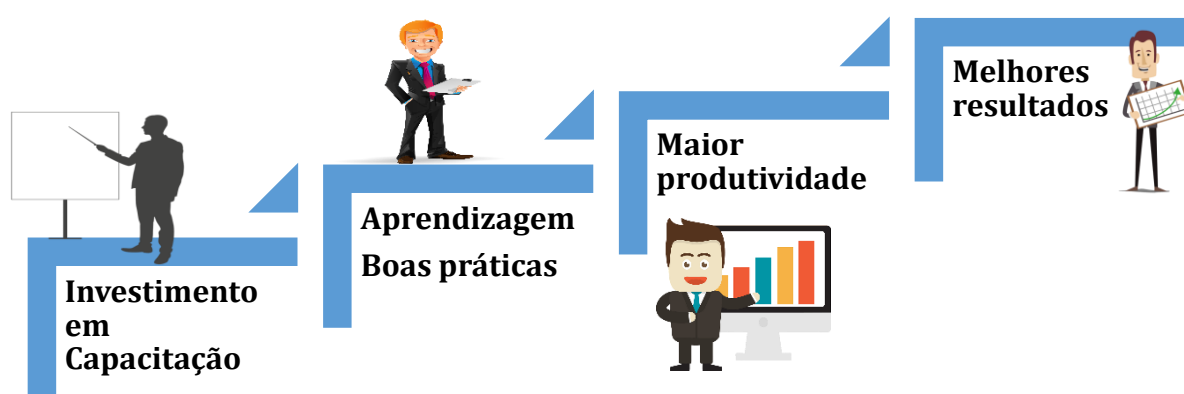 Investimento
em
Capacitação
Aprendizagem
Boas práticas
Maior
produtividade
Melhores
resultados